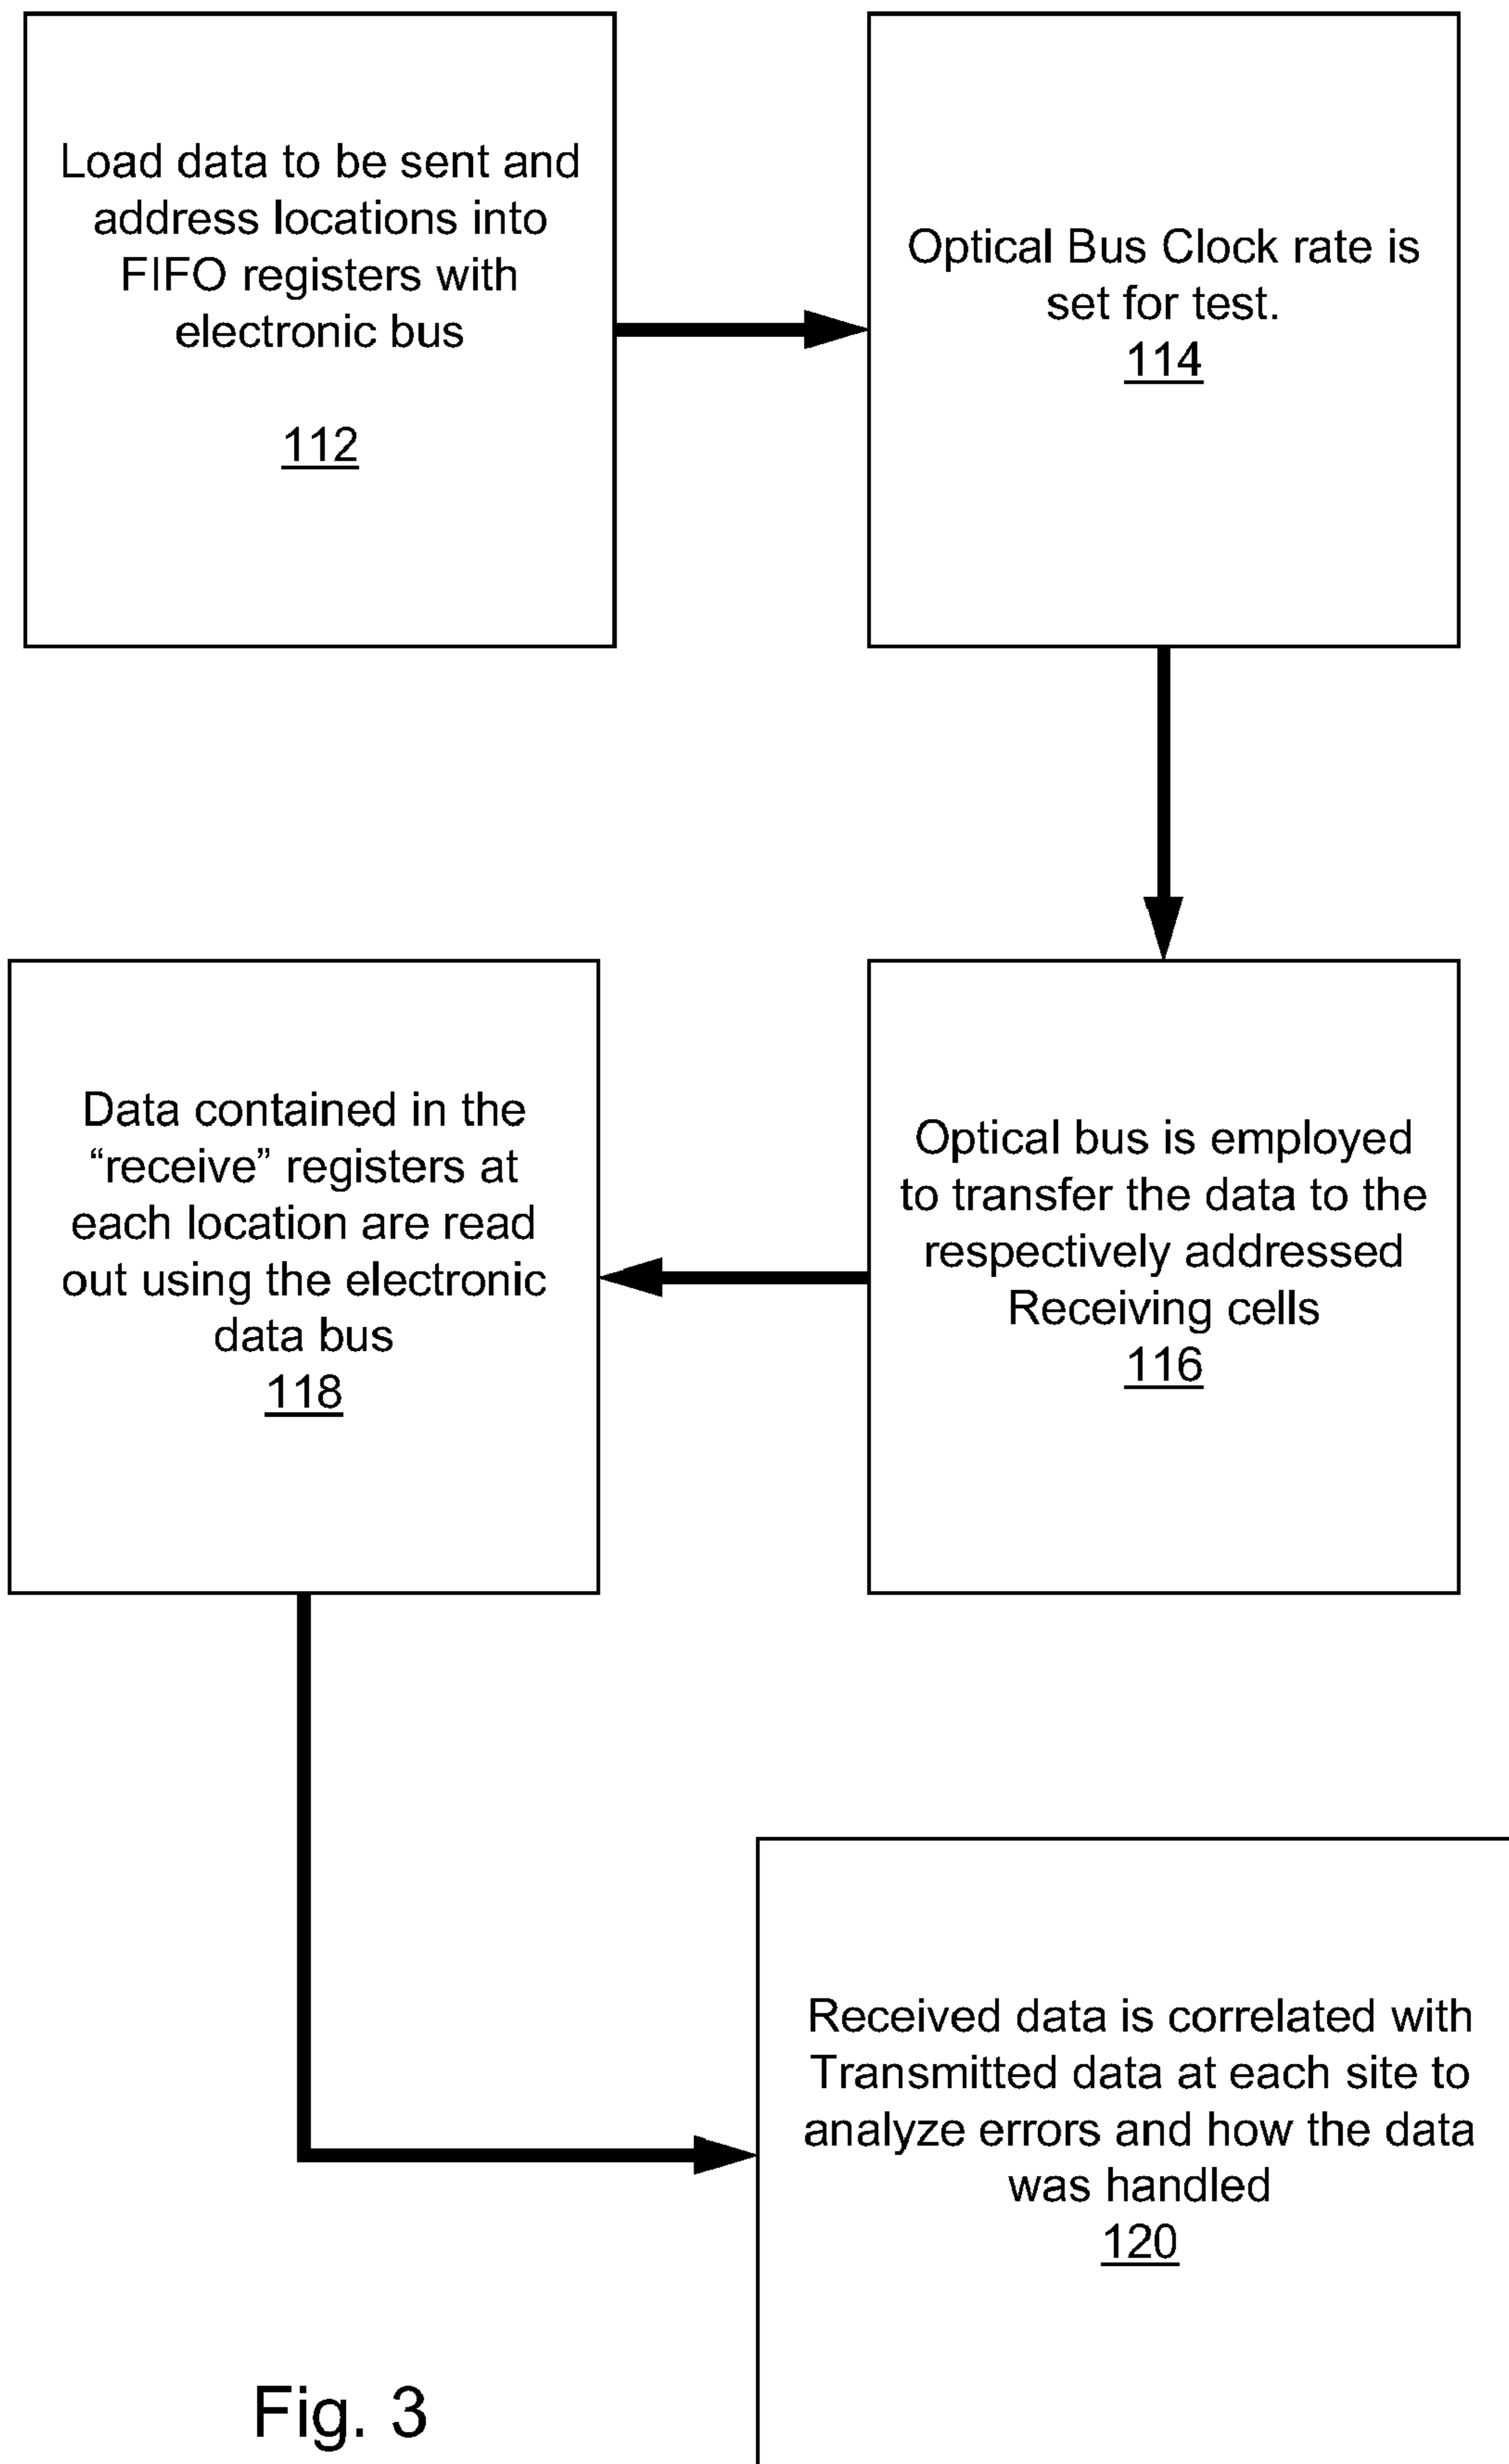 Load data to be sent and
address locations into
FIFO registers with
electronic bus
112
Optical Bus Clock rate is
set for test.
114
Optical bus is employed
to transfer the data to the
respectively addressed
Receiving cells
116
Data contained in the
“receive” registers at
each location are read
out using the electronic
data bus
118
Received data is correlated with
Transmitted data at each site to
analyze errors and how the data
was handled
120
Fig. 3